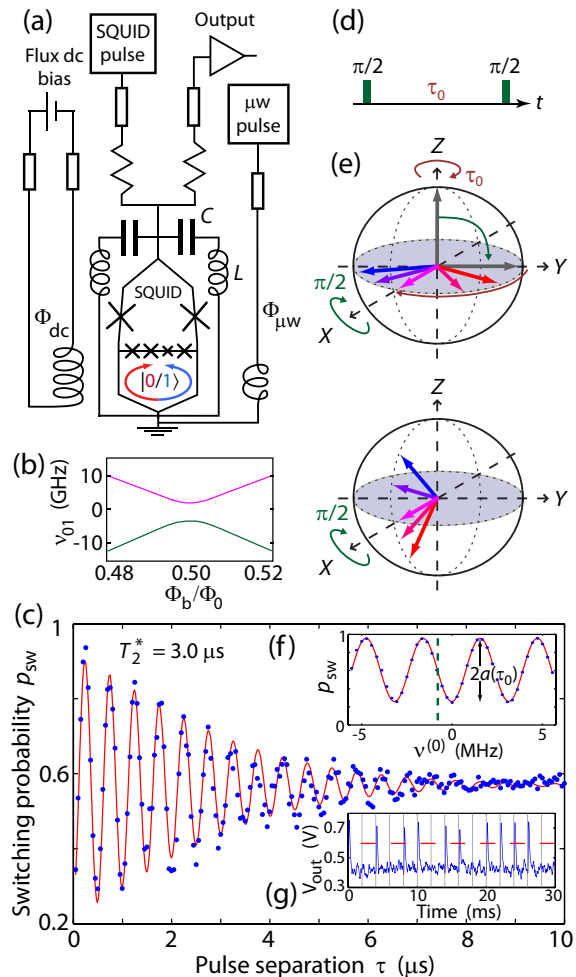 (a)
SQUID
pulse
Output
Flux dc
bias
μw
pulse
C
L
SQUID
Φdc
Φμw
|0/1⟩
(b)
ν01 (GHz)
10
0
-10
0.48 0.50 0.52
Φb/Φ0
(d)
π/2 τ0 π/2
t
(e)
Z
τ0
Y
π/2
X
Z
Y
π/2
X
(c)
T2* = 3.0 μs
Switching probability psw
1
0.6
0.2
0 2 4 6 8 10
Pulse separation τ (μs)
(f)
psw
1
0
2a(τ0)
-5 0 5
ν(0) (MHz)
(g)
Vout
(V)
0.7
0.5
0.3
0 10 20 30
Time (ms)